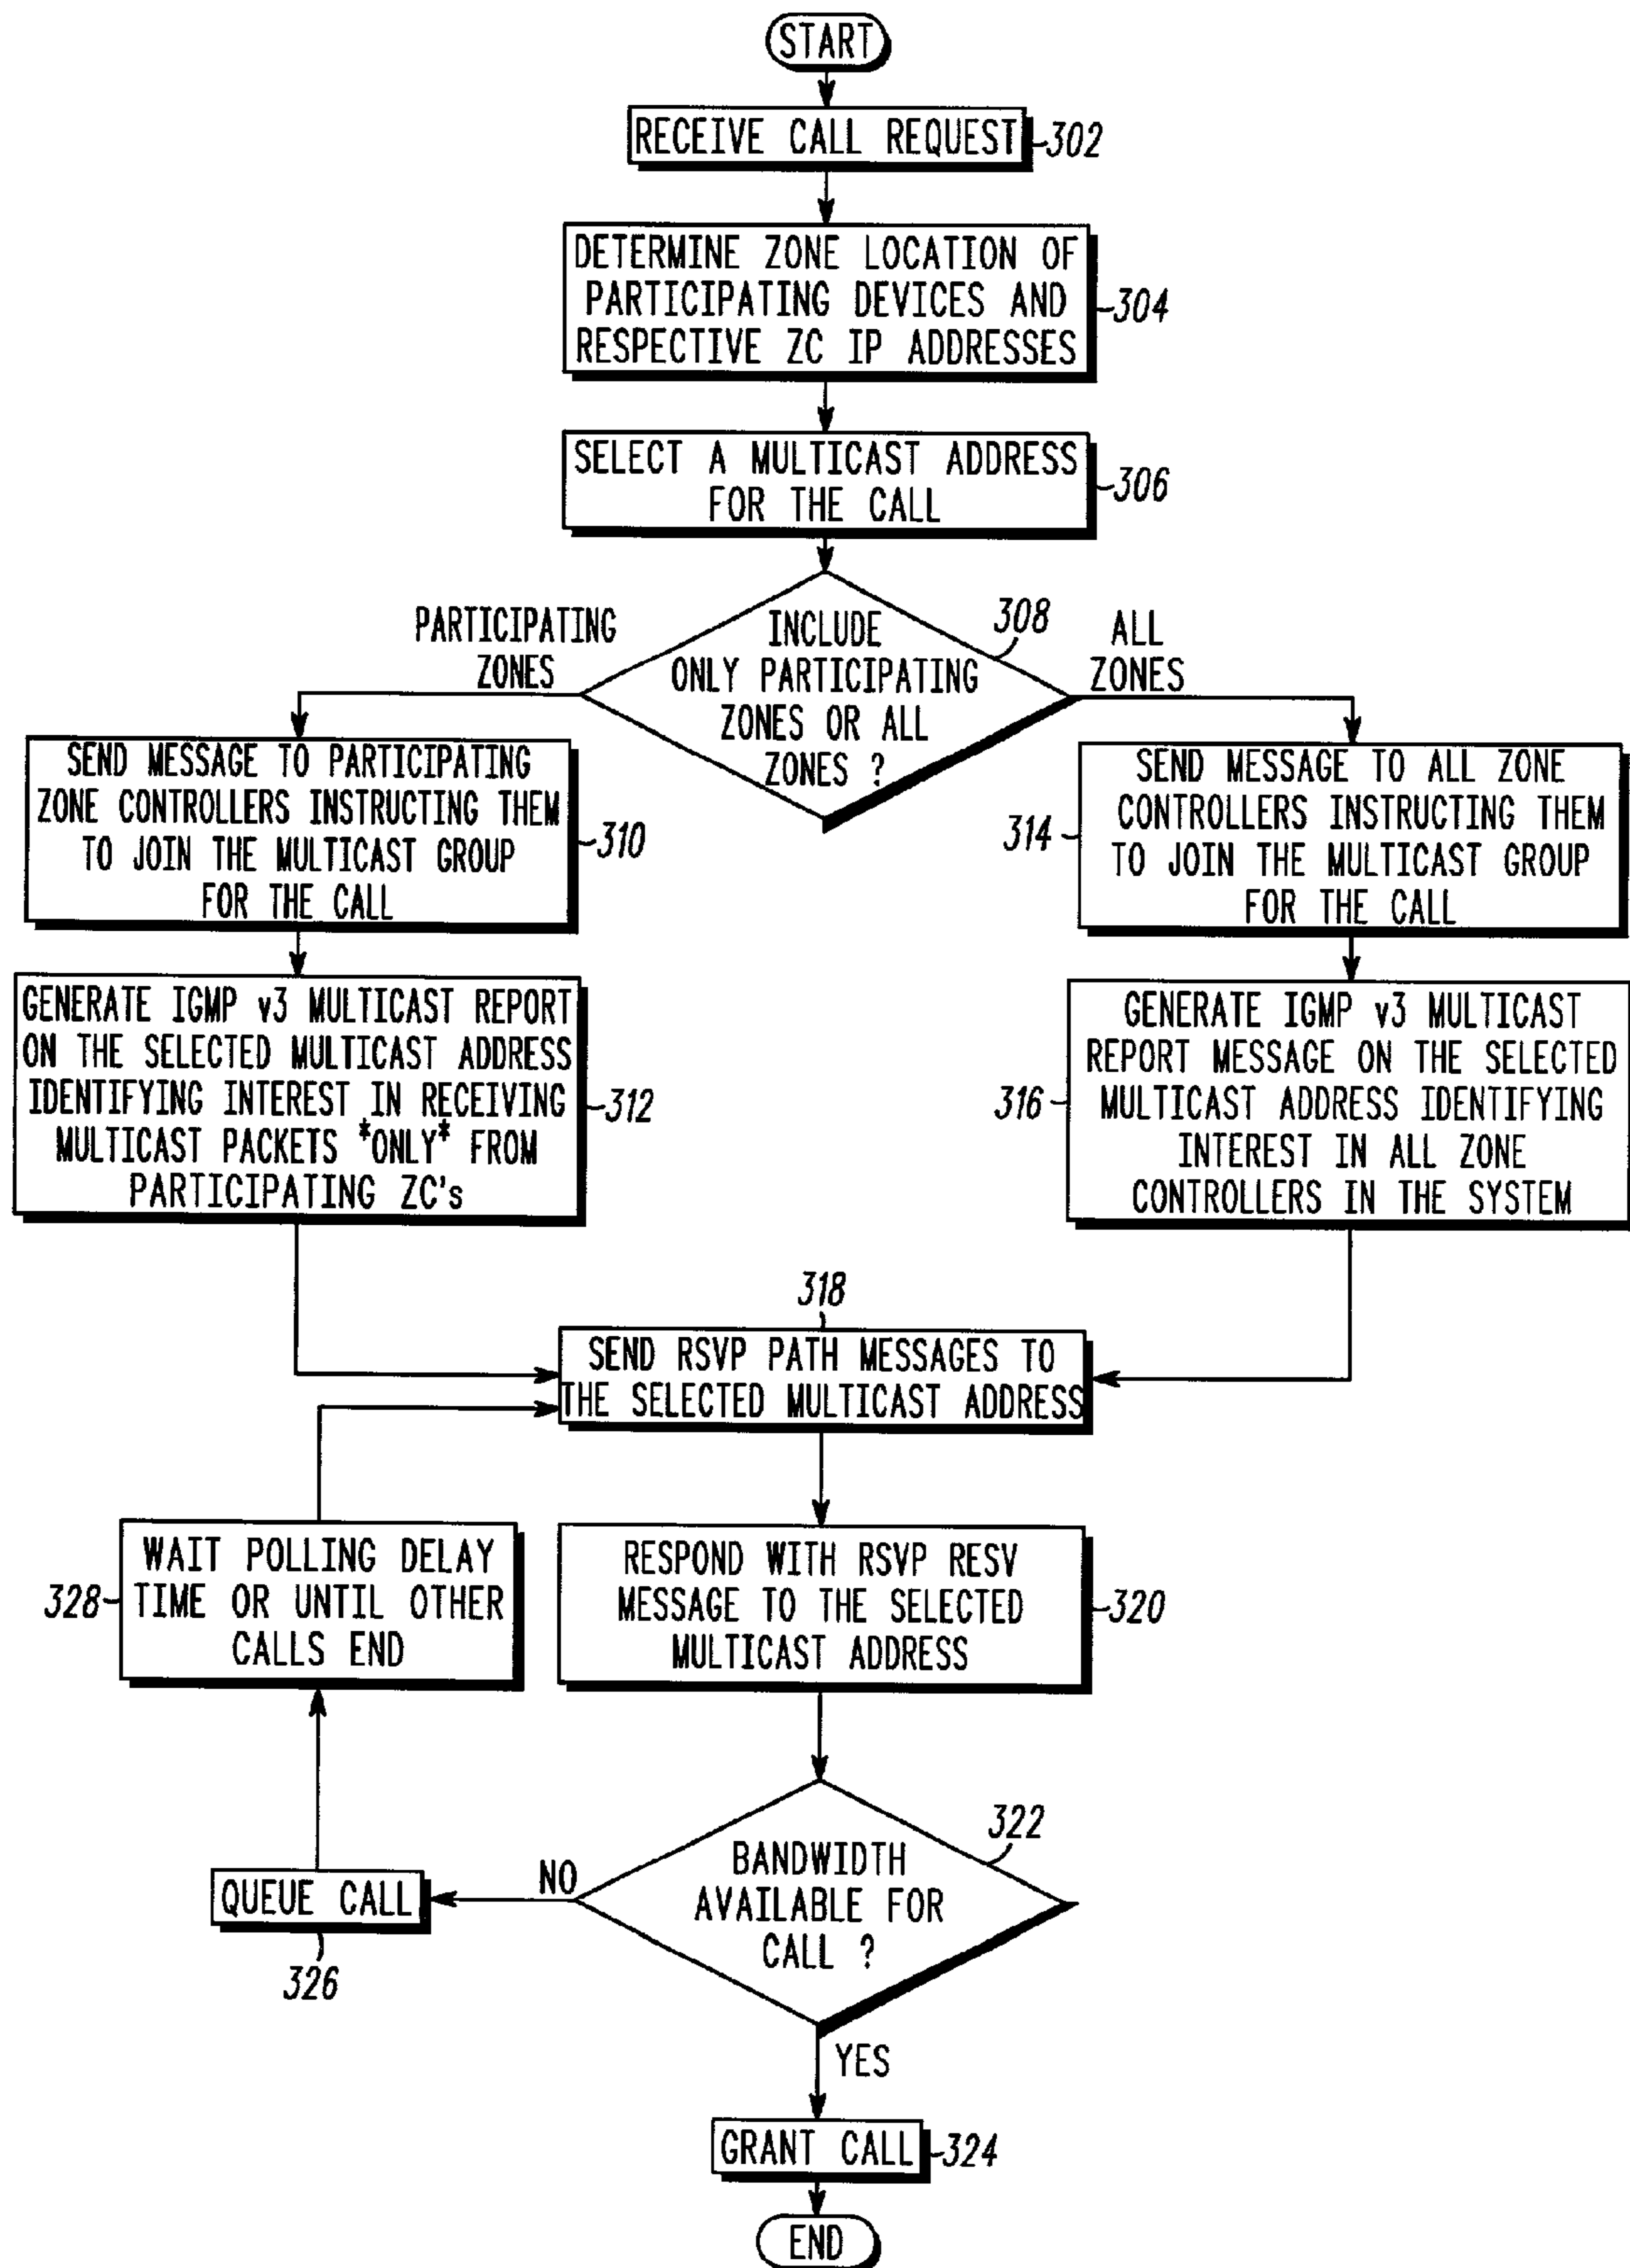 START
RECEIVE CALL REQUEST
302
DETERMINE ZONE LOCATION OF
PARTICIPATING DEVICES AND
RESPECTIVE ZC IP ADDRESSES
304
SELECT A MULTICAST ADDRESS
FOR THE CALL
306
INCLUDE
ONLY PARTICIPATING
ZONES OR ALL
ZONES ?
308
PARTICIPATING
ZONES
ALL
ZONES
SEND MESSAGE TO PARTICIPATING
ZONE CONTROLLERS INSTRUCTING THEM
TO JOIN THE MULTICAST GROUP
FOR THE CALL
310
SEND MESSAGE TO ALL ZONE
CONTROLLERS INSTRUCTING THEM
TO JOIN THE MULTICAST GROUP
FOR THE CALL
314
GENERATE IGMP v3 MULTICAST REPORT
ON THE SELECTED MULTICAST ADDRESS
IDENTIFYING INTEREST IN RECEIVING
MULTICAST PACKETS *ONLY* FROM
PARTICIPATING ZC's
312
GENERATE IGMP v3 MULTICAST
REPORT MESSAGE ON THE SELECTED
MULTICAST ADDRESS IDENTIFYING
INTEREST IN ALL ZONE
CONTROLLERS IN THE SYSTEM
316
318
SEND RSVP PATH MESSAGES TO
THE SELECTED MULTICAST ADDRESS
WAIT POLLING DELAY
TIME OR UNTIL OTHER
CALLS END
328
RESPOND WITH RSVP RESV
MESSAGE TO THE SELECTED
MULTICAST ADDRESS
320
BANDWIDTH
AVAILABLE FOR
CALL ?
322
NO
QUEUE CALL
326
YES
GRANT CALL
324
END